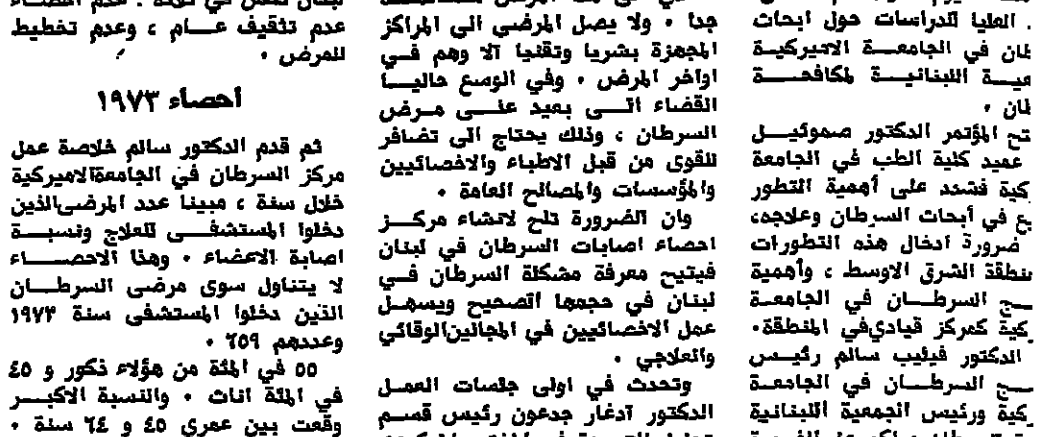 العليا للدراسات حول ابحاث
في الجامعة الاميركية
اللبنانية لمكافحة
المؤتمر الدكتور صموئيل
عميد كلية الطب في الجامعة
فشدد على أهمية التطور
في أبحاث السرطان وعلاجه،
ضرورة ادخال هذه التطورات
الشرق الاوسط ، وأهمية
السرطان في الجامعة
كمركز قيادي في المنطقة.
الدكتور فيليب سالم رئيس
السرطان في الجامعة
ورئيس الجمعية اللبنانية
جدا . ولا يصل المرضى الى المراكز
المجهزة بشريا وتقنيا الا وهم في
اواخر المرض . وفي الوسع حاليا
القضاء الى بعيد على مرض
السرطان ، وذلك يحتاج الى تضافر
للقوى من قبل الاطباء والاخصائيين
والمؤسسات والمصالح العامة .
وان الضرورة تلح لانشاء مركز
احصاء اصابات السرطان في لبنان
فيتيح معرفة مشكلة السرطان في
لبنان في حجمها الصحيح ويسهل
عمل الاخصائيين في المجالين الوقائي
والعلاجي .
وتحدث في اولى جلسات العمل
الدكتور ادغار جدعون رئيس قسم
عدم تثقيف عام ، وعدم تخطيط
للمرض .
أحصاء ١٩٧٣
ثم قدم الدكتور سالم خلاصة عمل
مركز السرطان في الجامعة الاميركية
خلال سنة ، مبينا عدد المرضى الذين
دخلوا المستشفى للعلاج ونسبة
اصابة الاعضاء . وهذا الاحصاء
لا يتناول سوى مرضى السرطان
الذين دخلوا المستشفى سنة ١٩٧٣
وعددهم ٦٥٩ .
٥٥ في المئة من هؤلاء ذكور و ٤٥
في المئة اناث . والنسبة الاكبر
وقعت بين عمري ٤٥ و ٦٤ سنة .